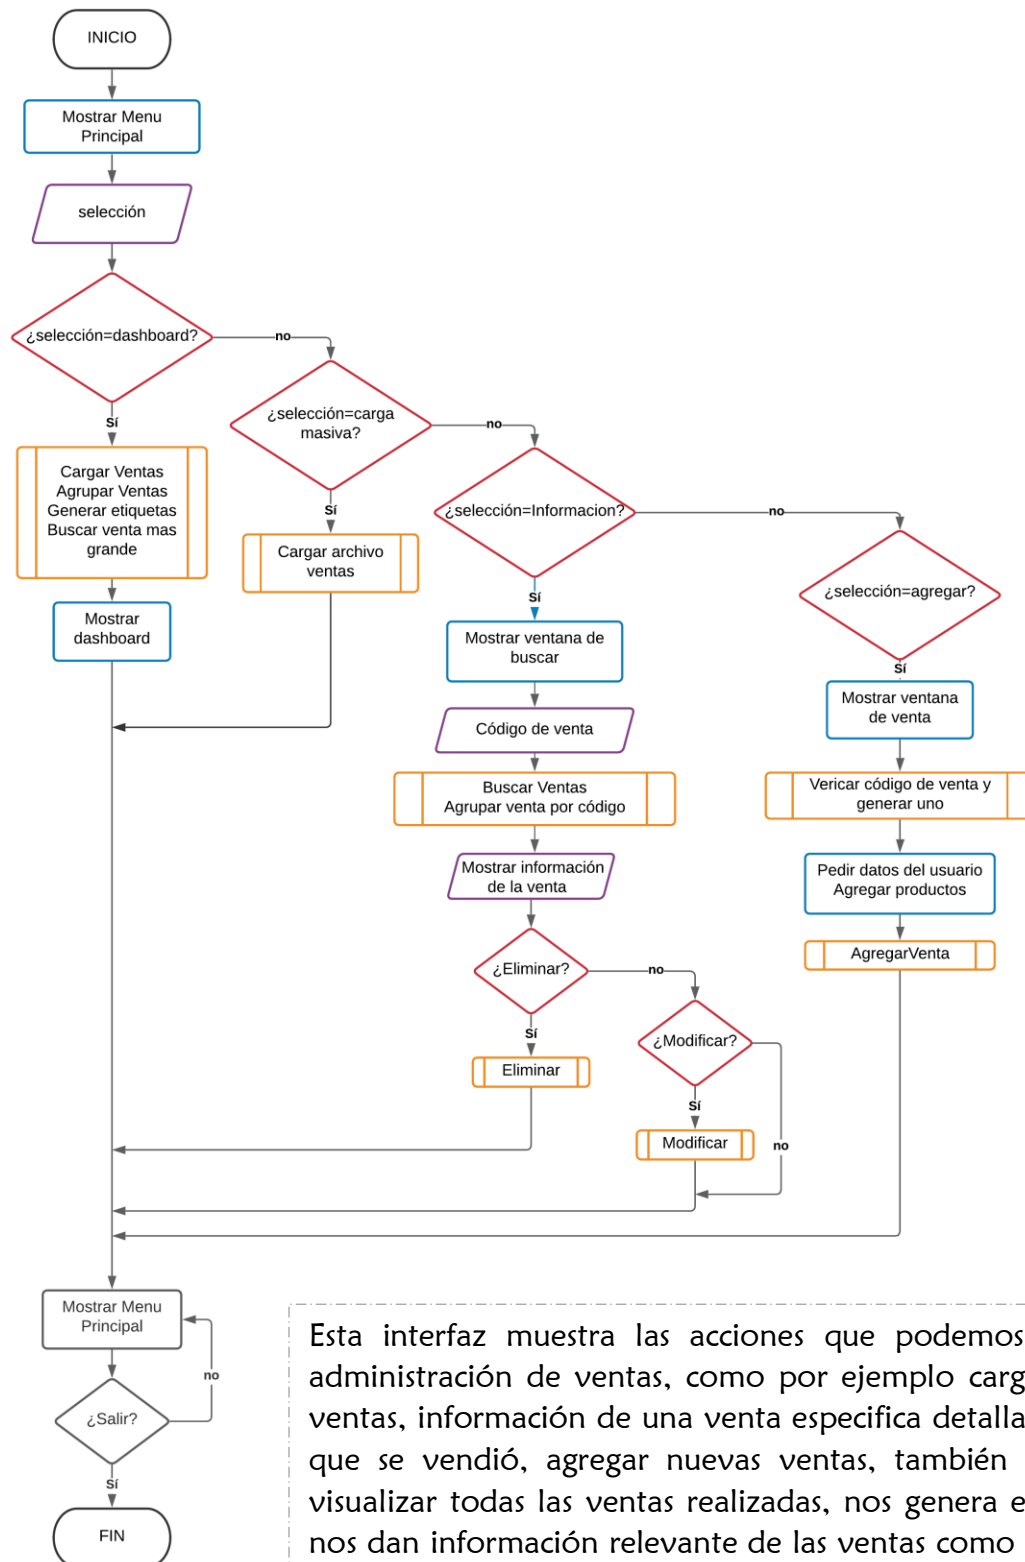 INICIO
Mostrar Menu
Principal
selección
¿selección=dashboard?
no
Sí
Cargar Ventas
Agrupar Ventas
Generar etiquetas
Buscar venta mas
grande
Mostrar
dashboard
¿selección=carga
masiva?
no
Sí
Cargar archivo
ventas
¿selección=Informacion?
no
Sí
Mostrar ventana de
buscar
Código de venta
Buscar Ventas
Agrupar venta por código
Mostrar información
de la venta
¿Eliminar?
no
Sí
Eliminar
¿Modificar?
no
Sí
Modificar
¿selección=agregar?
Sí
Mostrar ventana
de venta
Vericar código de venta y
generar uno
Pedir datos del usuario
Agregar productos
AgregarVenta
Mostrar Menu
Principal
no
¿Salir?
Sí
FIN
Esta interfaz muestra las acciones que podemos
administración de ventas, como por ejemplo carg
ventas, información de una venta especifica detalla
que se vendió, agregar nuevas ventas, también
visualizar todas las ventas realizadas, nos genera e
nos dan información relevante de las ventas como